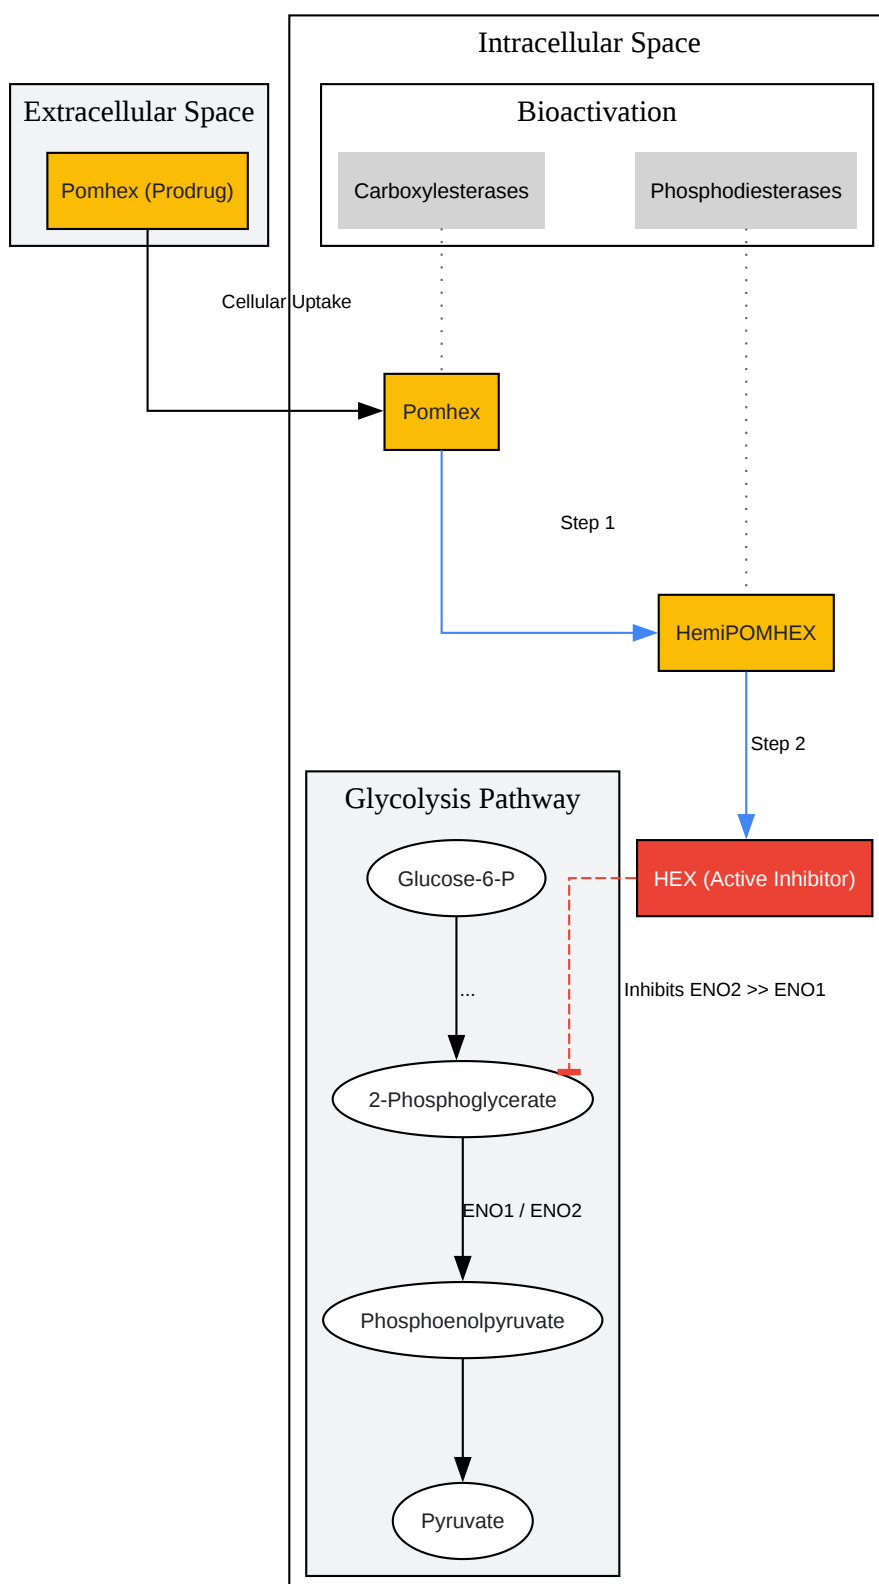 Intracellular Space
Extracellular Space
Bioactivation
Pomhex (Prodrug)
Carboxylesterases
Phosphodiesterases
Cellular Uptake
Pomhex
Step 1
HemiPOMHEX
Step 2
Glycolysis Pathway
Glucose-6-P
HEX (Active Inhibitor)
...
Inhibits ENO2 >> ENO1
2-Phosphoglycerate
ENO1 / ENO2
Phosphoenolpyruvate
Pyruvate